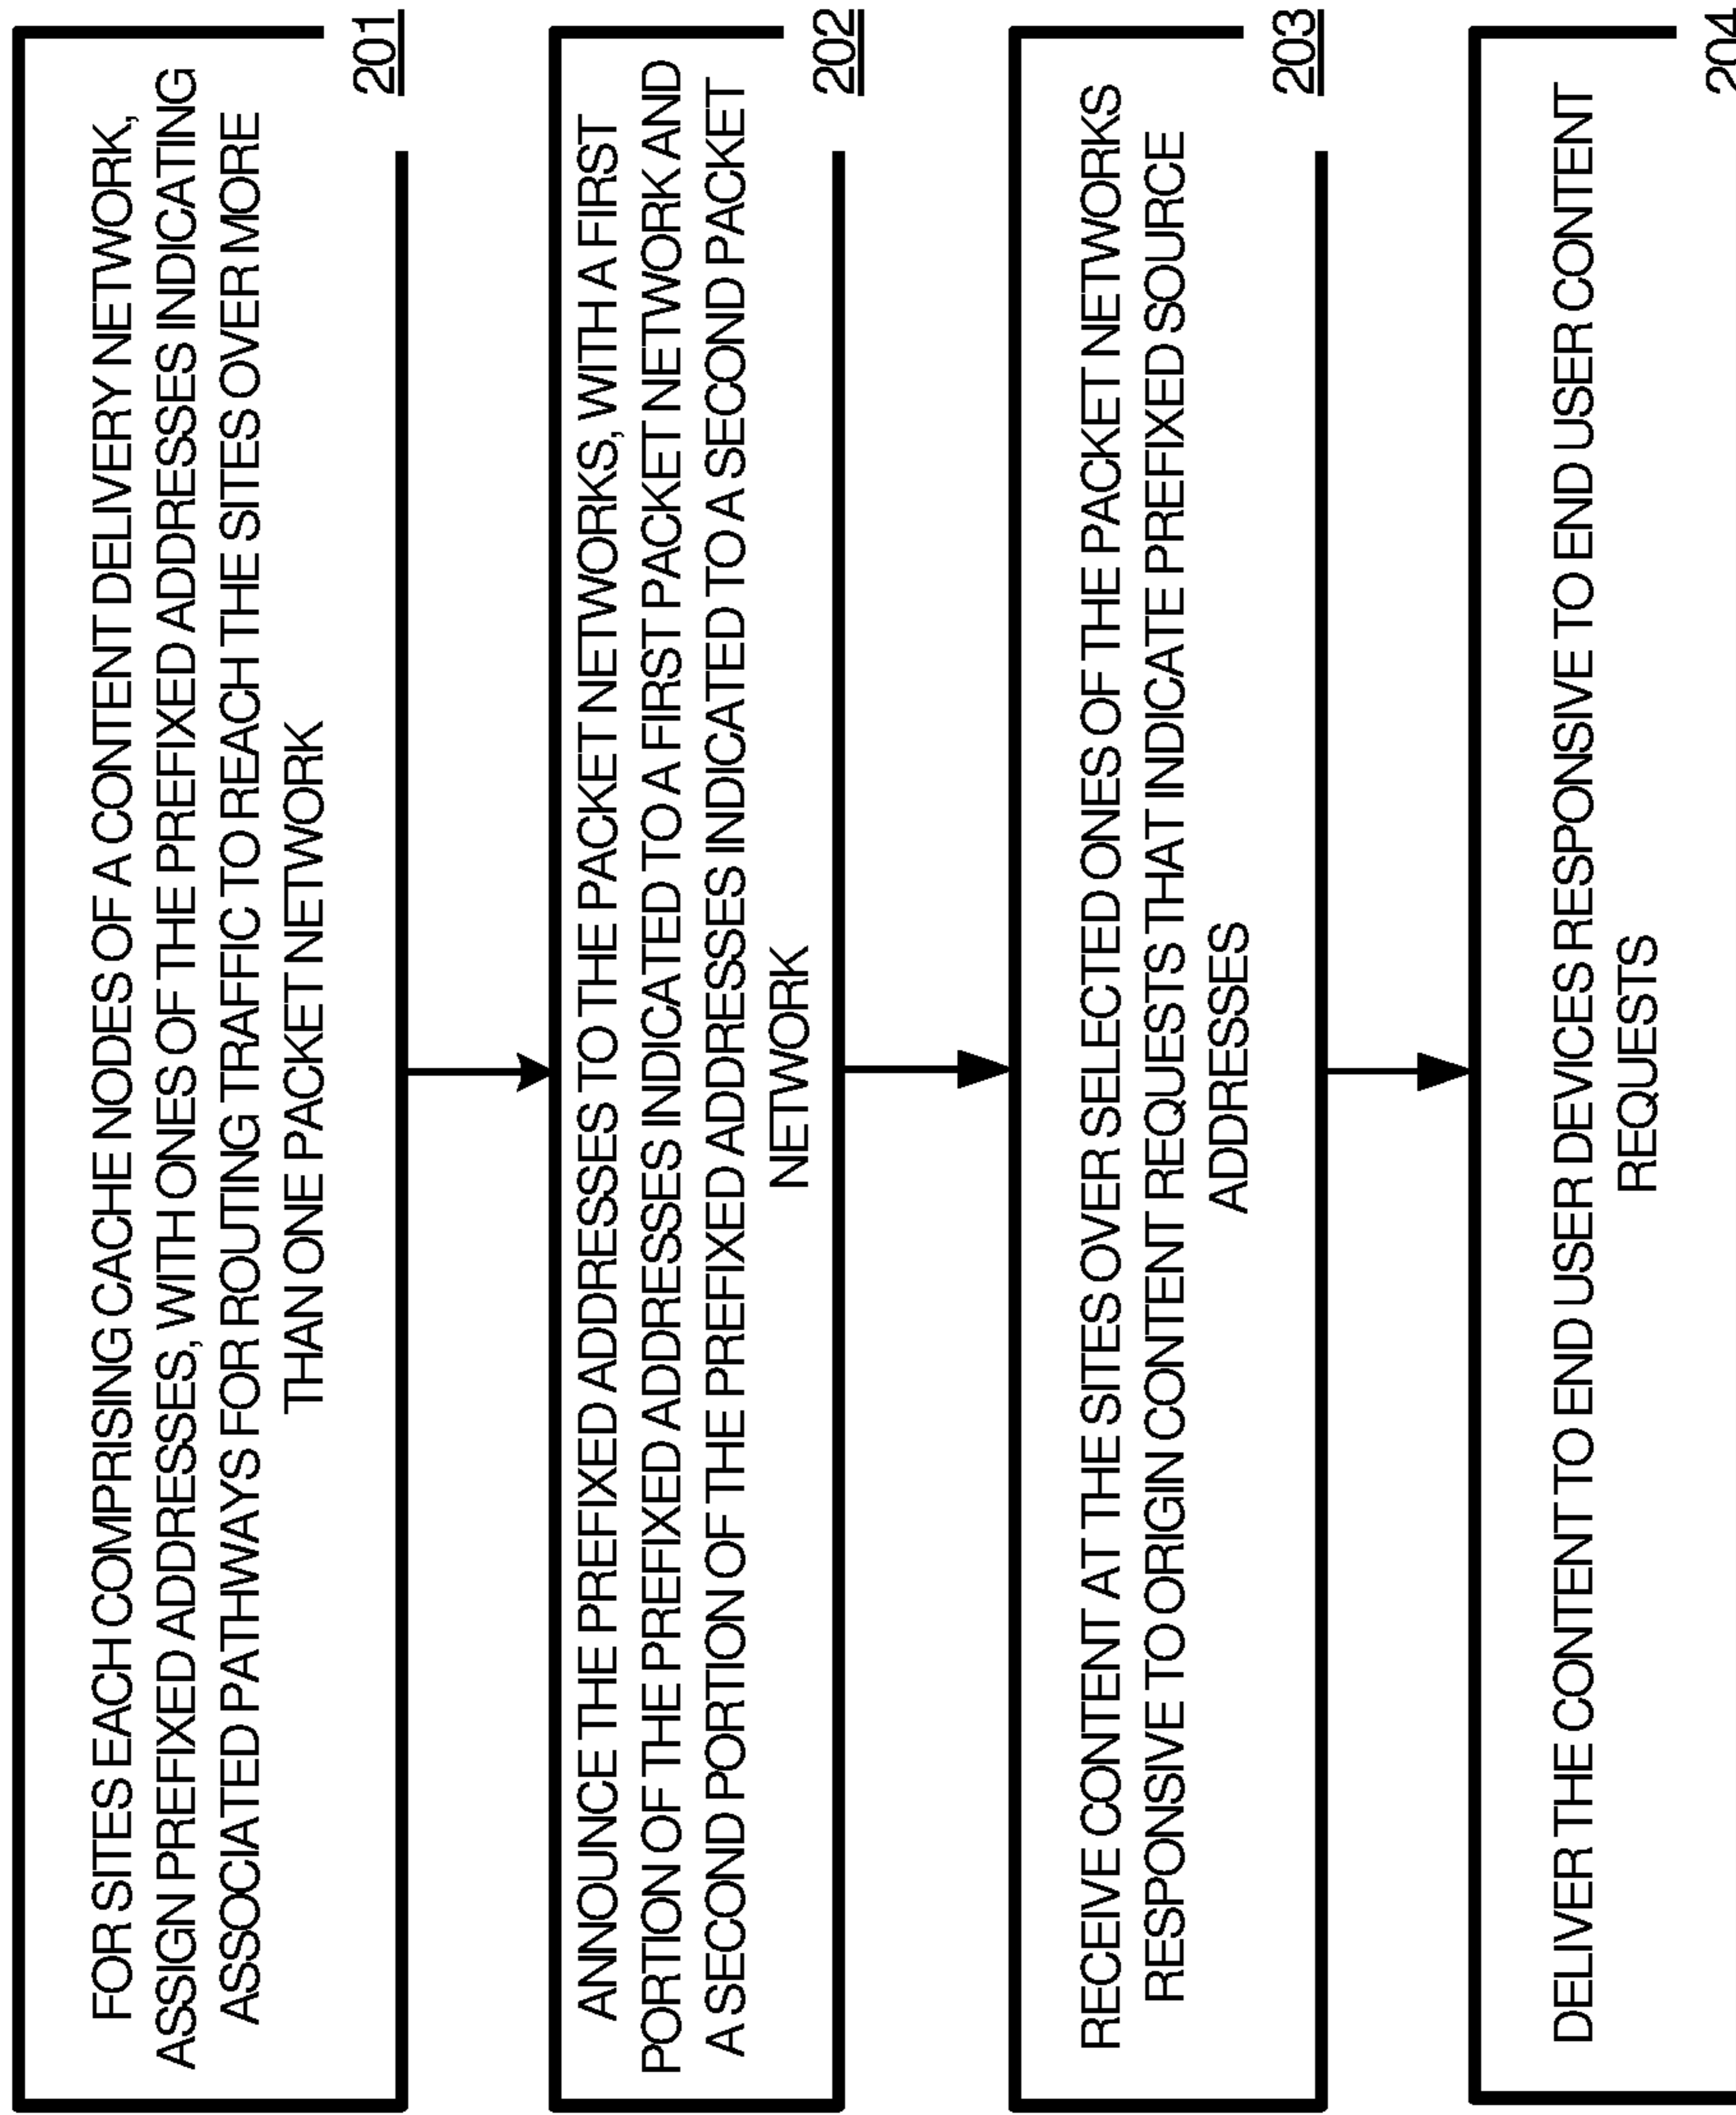 FOR SITES EACH COMPRISING CACHE NODES OF A CONTENT DELIVERY NETWORK,
ASSIGN PREFIXED ADDRESSES, WITH ONES OF THE PREFIXED ADDRESSES INDICATING
ASSOCIATED PATHWAYS FOR ROUTING TRAFFIC TO REACH THE SITES OVER MORE
THAN ONE PACKET NETWORK
201
ANNOUNCE THE PREFIXED ADDRESSES TO THE PACKET NETWORKS, WITH A FIRST
PORTION OF THE PREFIXED ADDRESSES INDICATED TO A FIRST PACKET NETWORK AND
A SECOND PORTION OF THE PREFIXED ADDRESSES INDICATED TO A SECOND PACKET
NETWORK
202
RECEIVE CONTENT AT THE SITES OVER SELECTED ONES OF THE PACKET NETWORKS
RESPONSIVE TO ORIGIN CONTENT REQUESTS THAT INDICATE PREFIXED SOURCE
ADDRESSES
203
DELIVER THE CONTENT TO END USER DEVICES RESPONSIVE TO END USER CONTENT
REQUESTS
204